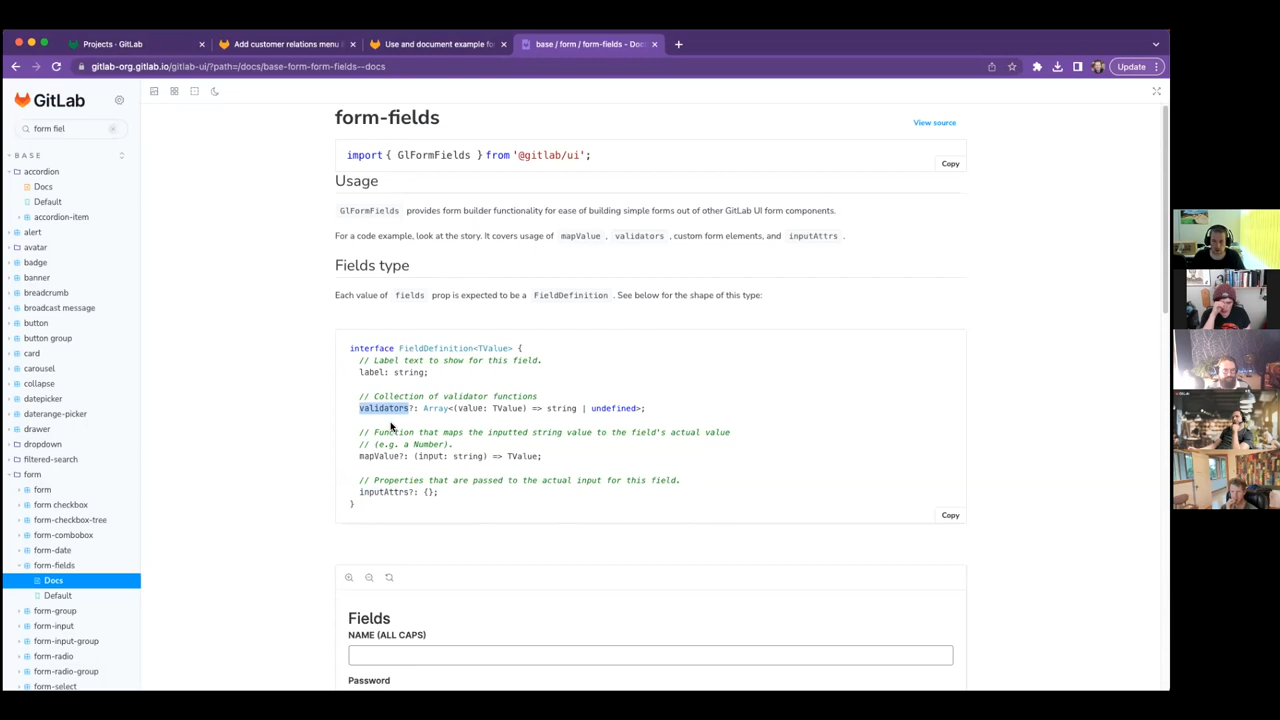 Projects · GitLab
Add customer relations menu
Use and document example for
base / form / form-fields - Doc
gitlab-org.gitlab.io/gitlab-ui/?path=/docs/base-form-form-fields--docs
Update
GitLab
form fiel
BASE
accordion
Docs
Default
accordion-item
alert
avatar
badge
banner
breadcrumb
broadcast message
button
button group
card
carousel
collapse
datepicker
daterange-picker
drawer
dropdown
filtered-search
form
form
form checkbox
form-checkbox-tree
form-combobox
form-date
form-fields
Docs
Default
form-group
form-input
form-input-group
form-radio
form-radio-group
form-select
form-fields
View source
import { GlFormFields } from '@gitlab/ui';
Copy
Usage
GlFormFields provides form builder functionality for ease of building simple forms out of other GitLab UI form components.
For a code example, look at the story. It covers usage of mapValue , validators , custom form elements, and inputAttrs .
Fields type
Each value of fields prop is expected to be a FieldDefinition . See below for the shape of this type:
interface FieldDefinition<TValue> {
// Label text to show for this field.
label: string;
// Collection of validator functions
validators?: Array<(value: TValue) => string | undefined>;
// Function that maps the inputted string value to the field's actual value
// (e.g. a Number).
mapValue?: (input: string) => TValue;
// Properties that are passed to the actual input for this field.
inputAttrs?: {};
}
Copy
Fields
NAME (ALL CAPS)
Password